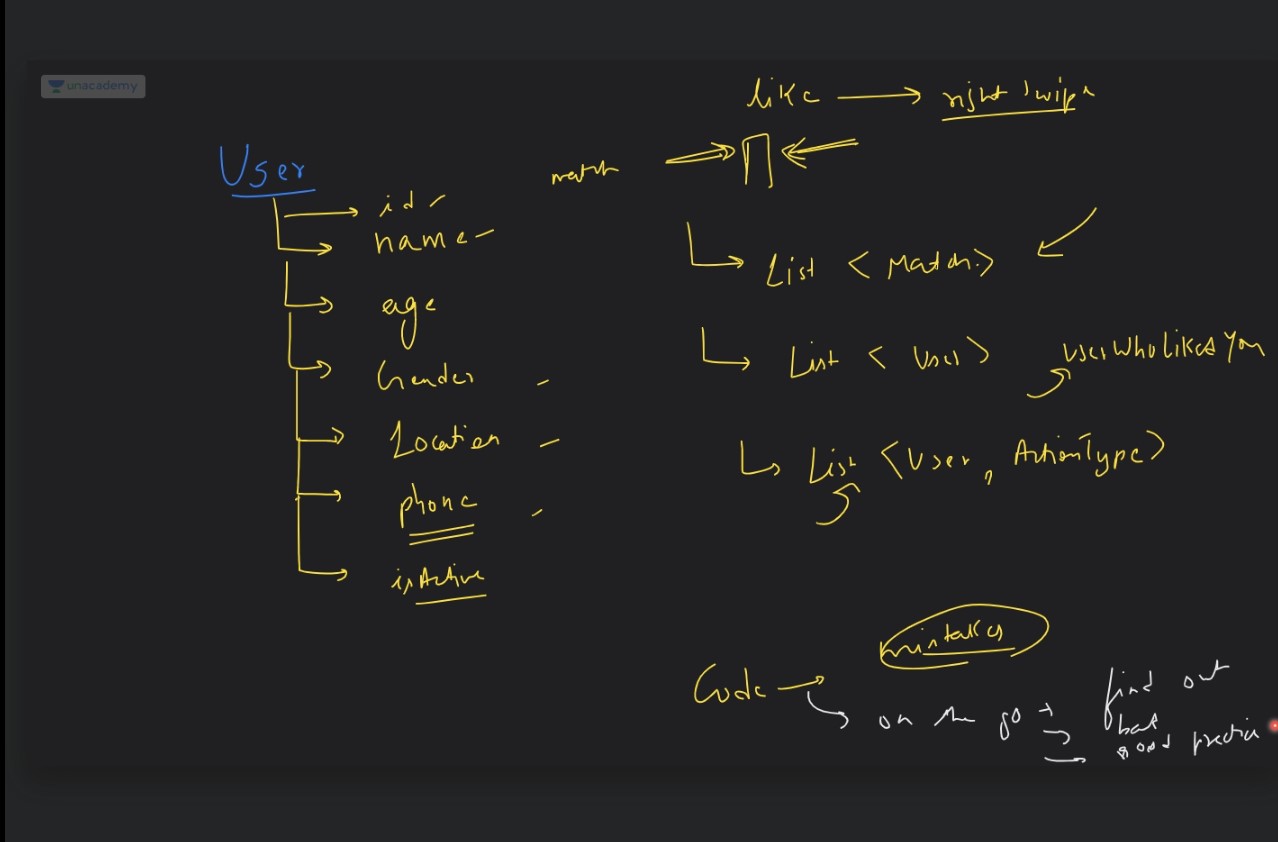 unacademy
like → right swipe
User
match
id
name
List <Match>
age
List <User> userWhoLikesYou
Gender
Location
List <User, ActionType>
phone
isActive
mistakes
Code →
on the go → find out
bad
good practice